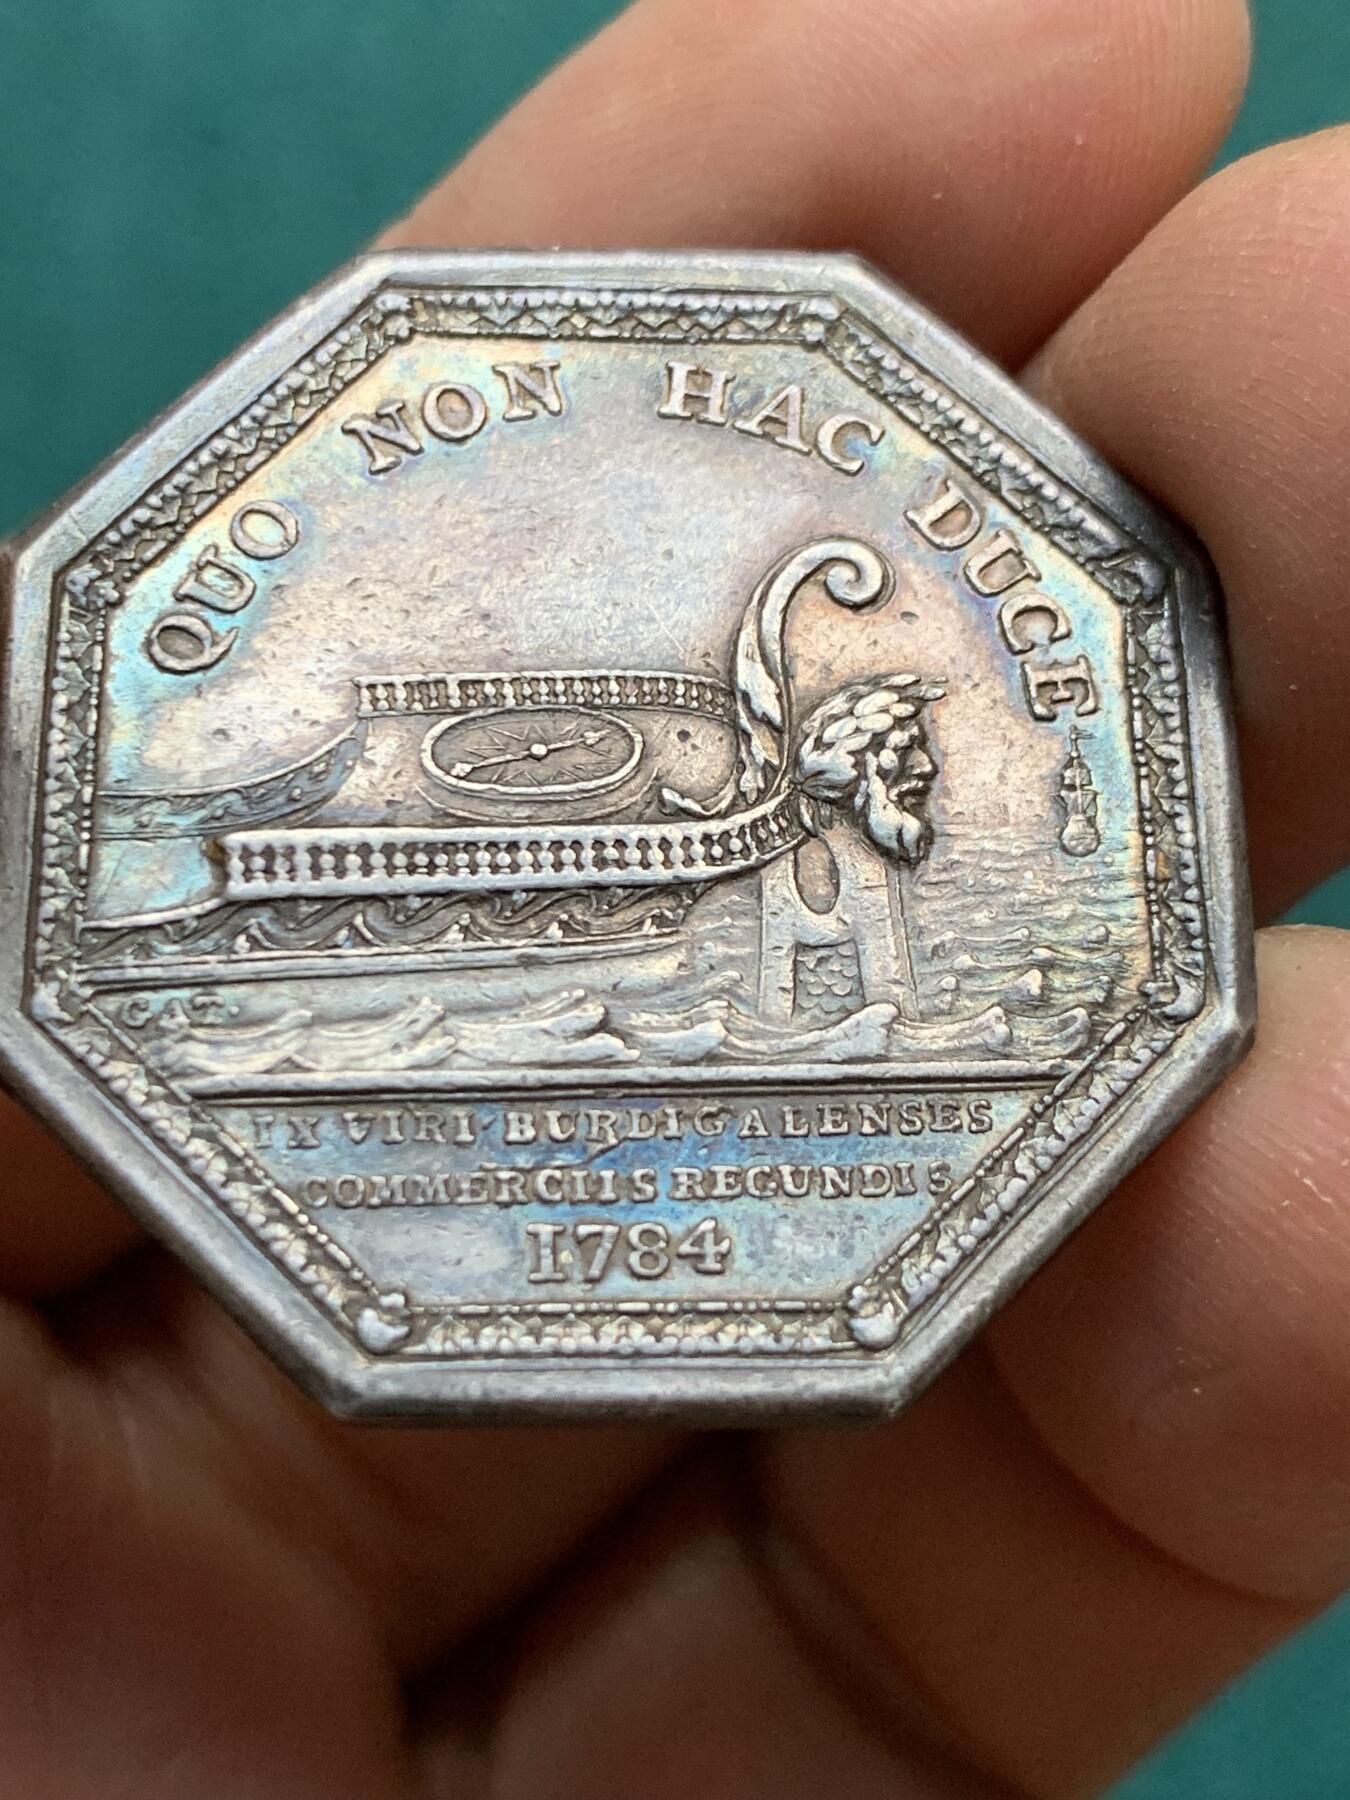 QUO NON HAC DUCE
GAT.
IX VIRI BURDIGALENSES
COMMERCIIS REGUNDIS
1784